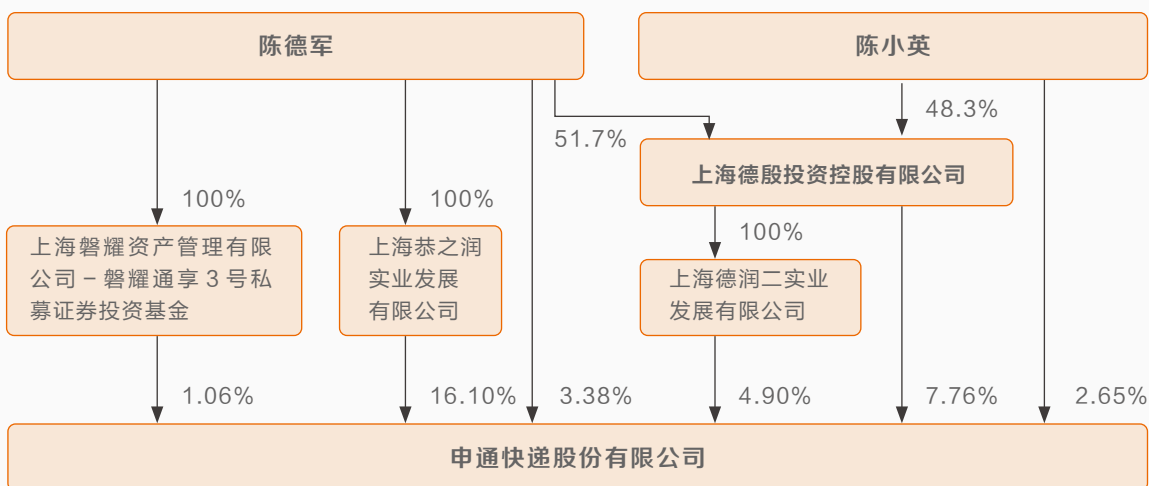 陈德军
陈小英
48.3%
51.7%
上海德殷投资控股有限公司
100%
100%
100%
上海磐耀资产管理有限
公司－磐耀通享 3 号私
募证券投资基金
上海恭之润
实业发展
有限公司
上海德润二实业
发展有限公司
1.06%
16.10%
3.38%
4.90%
7.76%
2.65%
申通快递股份有限公司